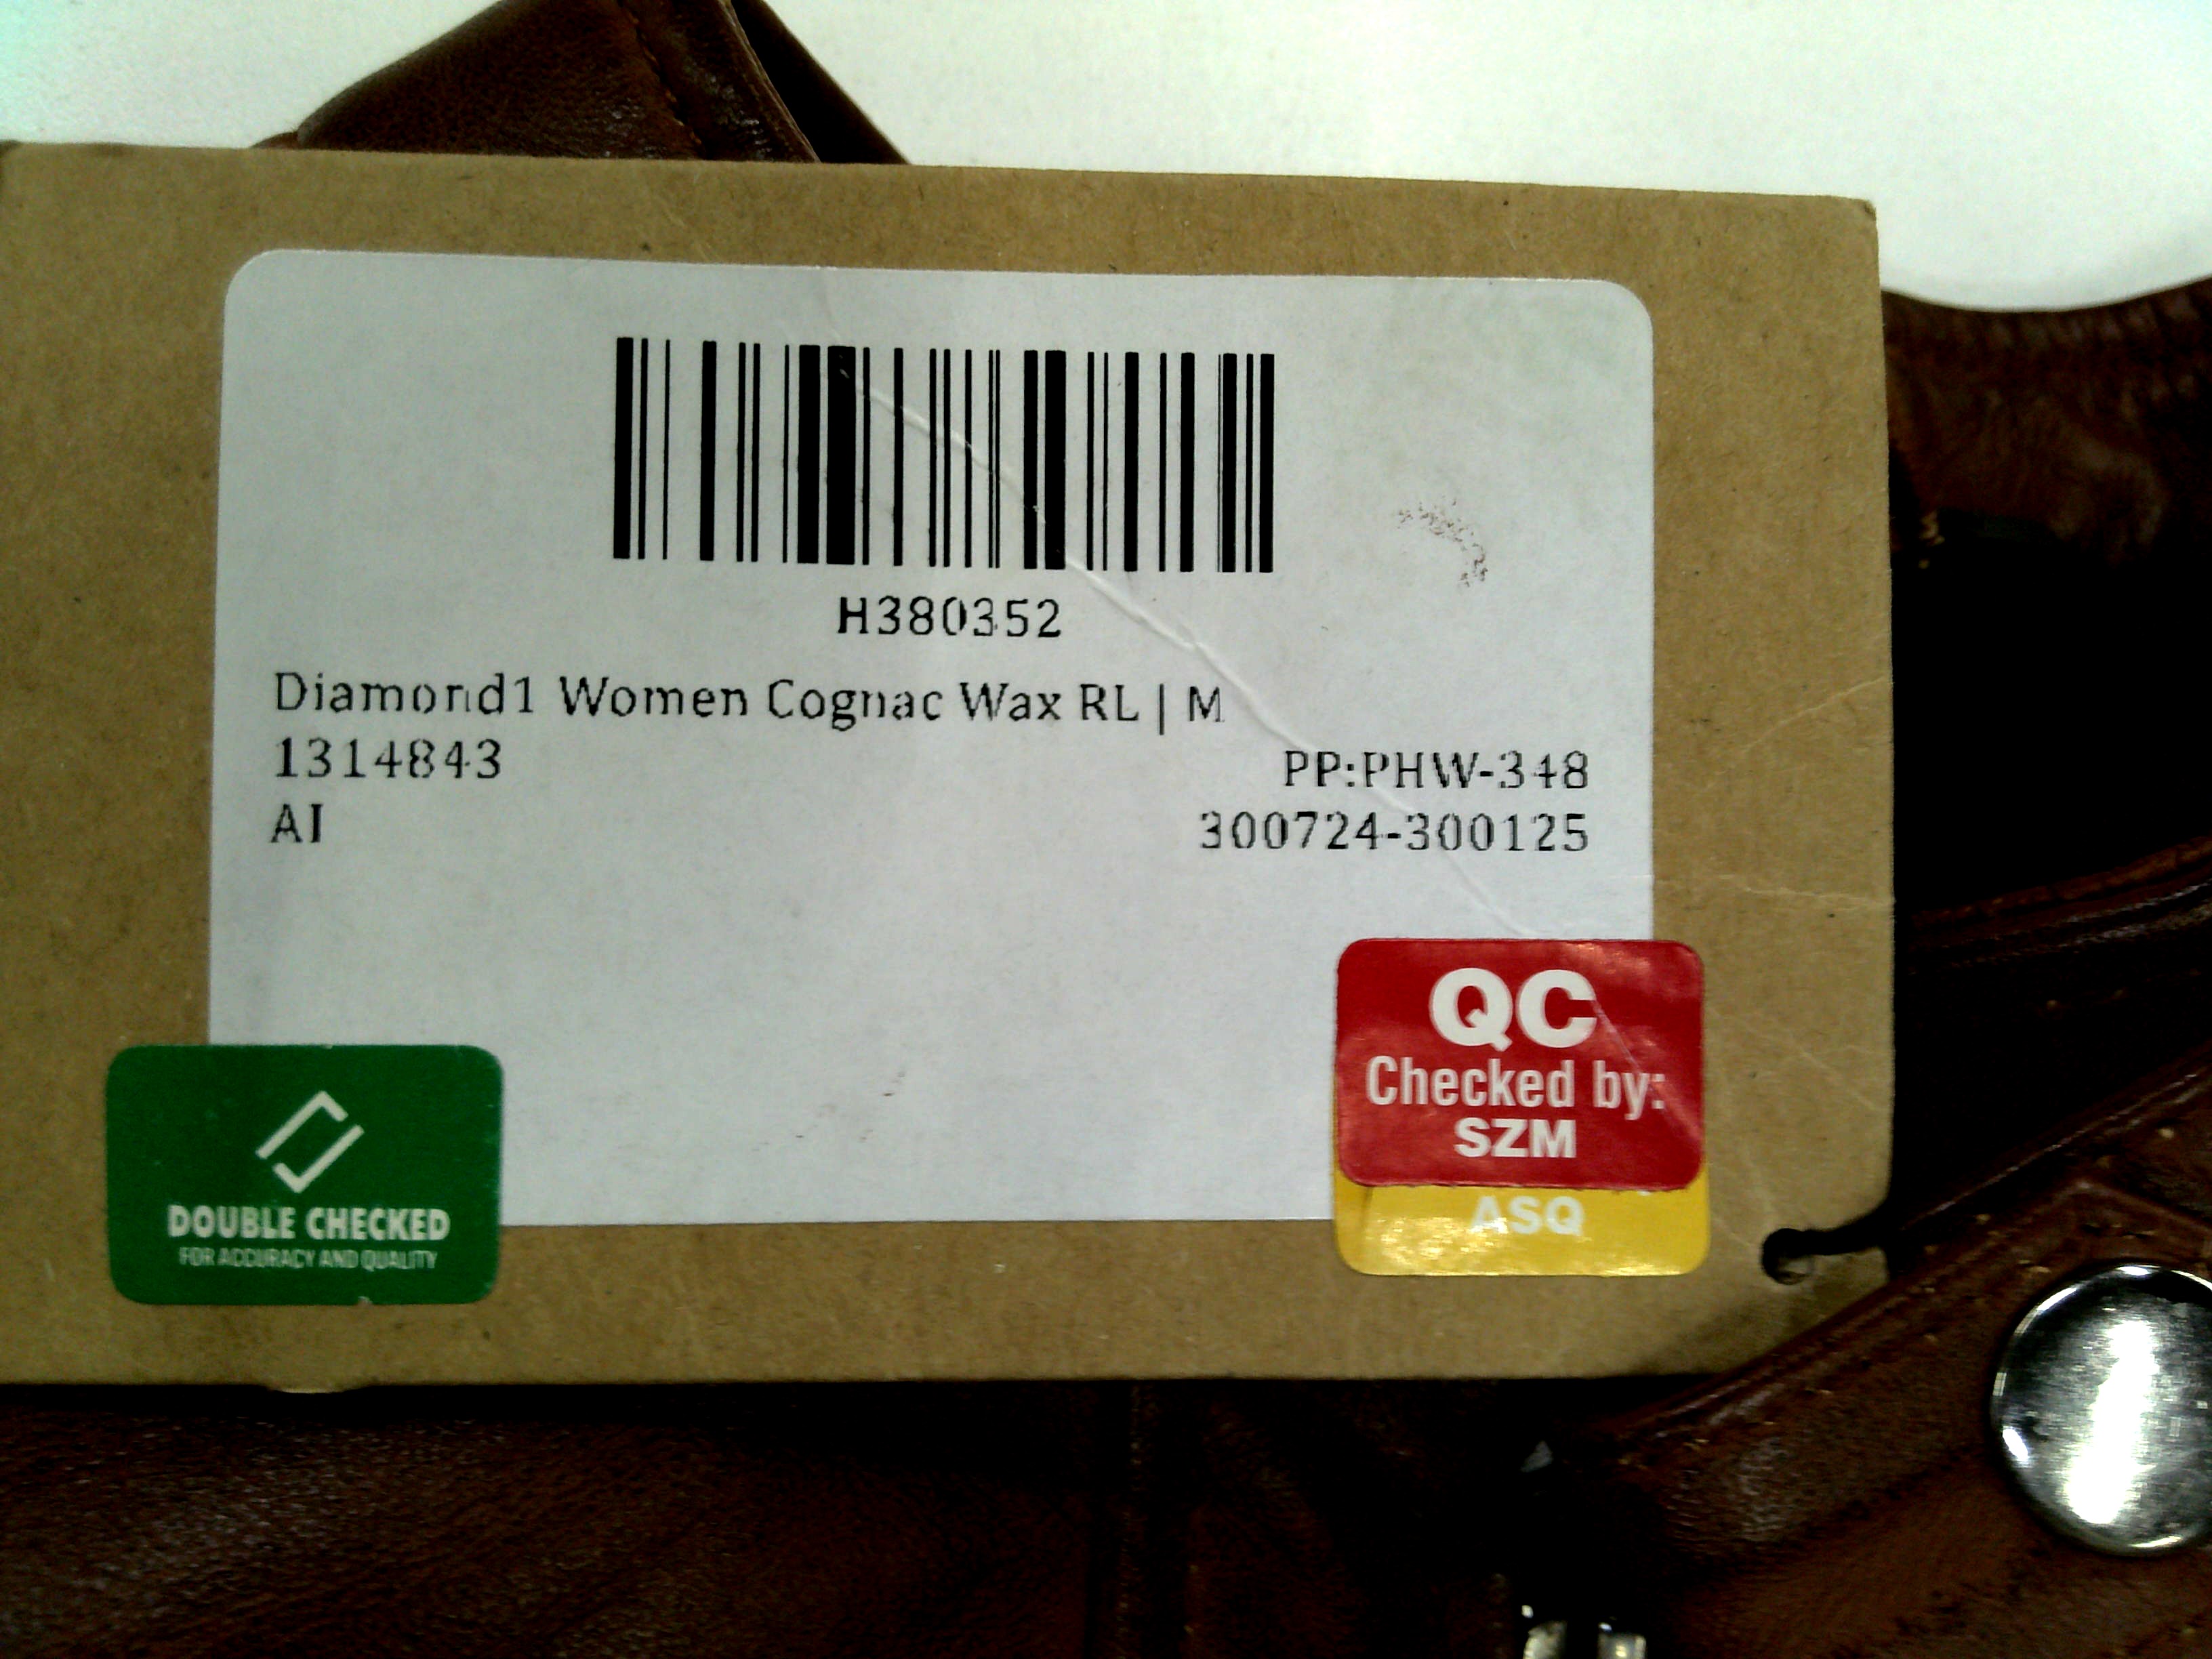 H380352
Diamond1 Women Cognac Wax RL | M
1314843
PP:PHW-348
AI
300724-300125
QC
Checked by:
SZM
ASQ
DOUBLE CHECKED
FOR ACCURACY AND QUALITY